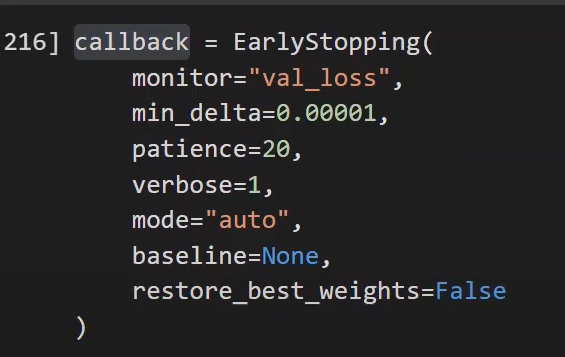 216] callback = EarlyStopping(
monitor="val_loss",
min_delta=0.00001,
patience=20,
verbose=1,
mode="auto",
baseline=None,
restore_best_weights=False
)